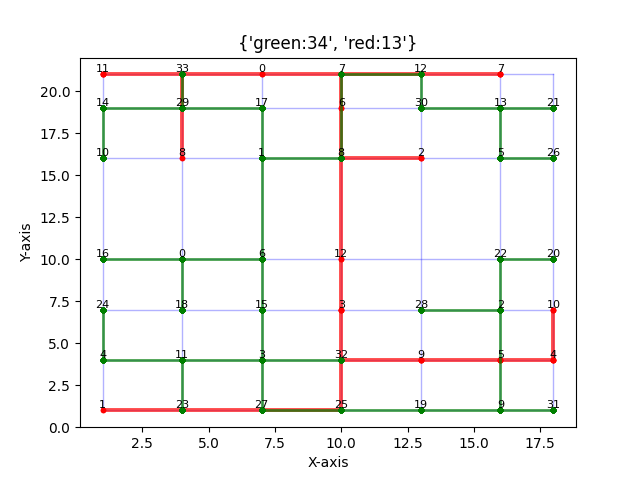 {'green:34', 'red:13'}
11 33 0 7 12 7
20.0
14 29 17 6 30 13 21
17.5
10 8 1 8 2 5 26
15.0
12.5
16 0 6 12 22 20
10.0
24 18 15 3 28 2 10
7.5
5.0
4 11 3 32 9 5 4
2.5
1 23 27 25 19 9 31
0.0
2.5 5.0 7.5 10.0 12.5 15.0 17.5
X-axis
Y-axis